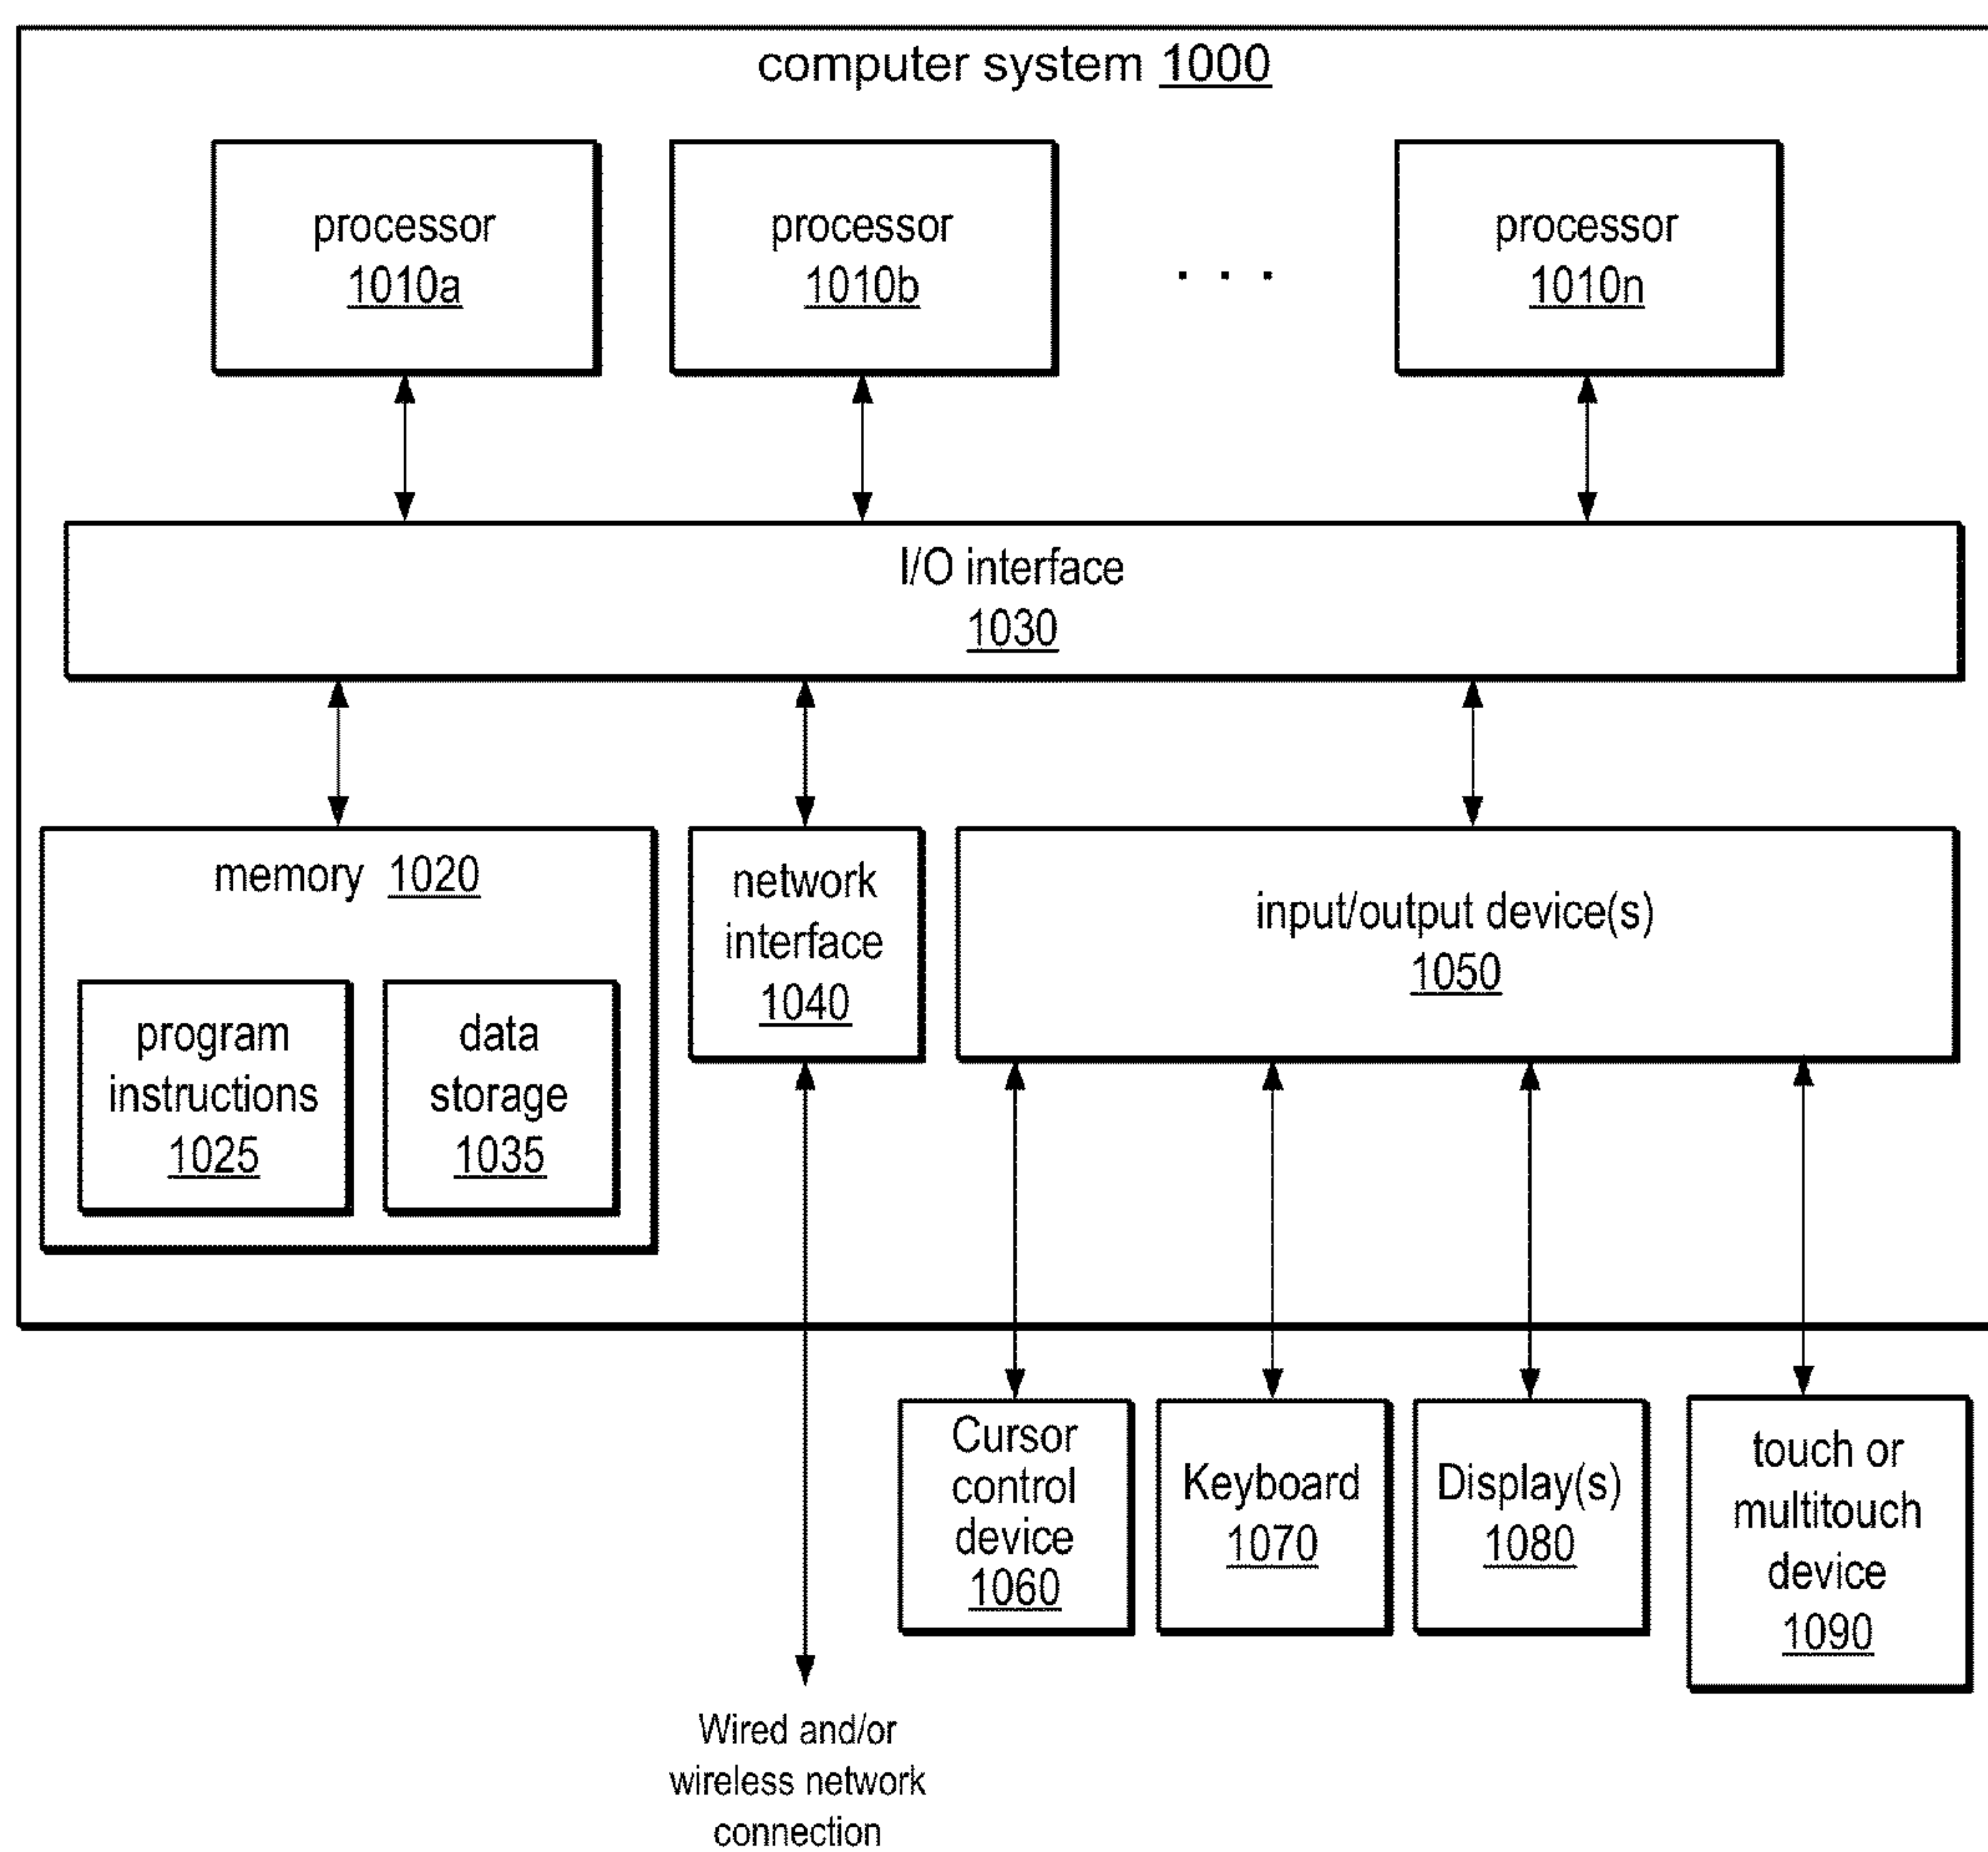 computer system 1000
processor
1010a
processor
1010b
. . .
processor
1010n
I/O interface
1030
memory 1020
program
instructions
1025
data
storage
1035
network
interface
1040
input/output device(s)
1050
Cursor
control
device
1060
Keyboard
1070
Display(s)
1080
touch or
multitouch
device
1090
Wired and/or
wireless network
connection